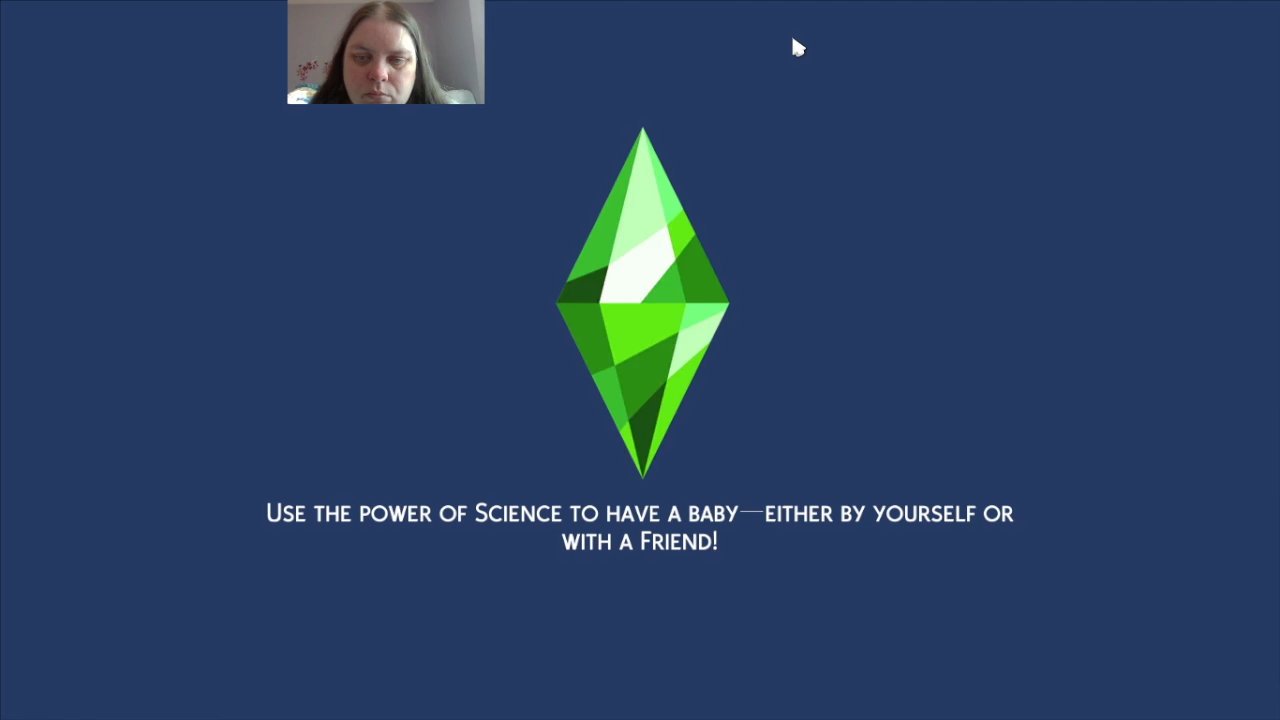 Use the power of Science to have a baby—either by yourself or
with a Friend!